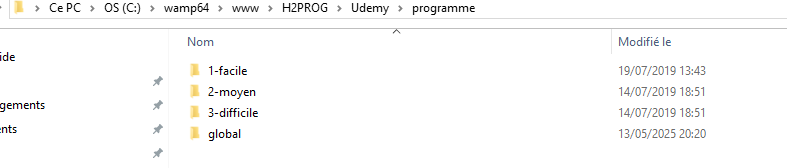 Ce PC > OS (C:) > wamp64 > www > H2PROG > Udemy > programme
Nom Modifié le
ide
1-facile 19/07/2019 13:43
2-moyen 14/07/2019 18:51
gements
3-difficile 14/07/2019 18:51
ents
global 13/05/2025 20:20